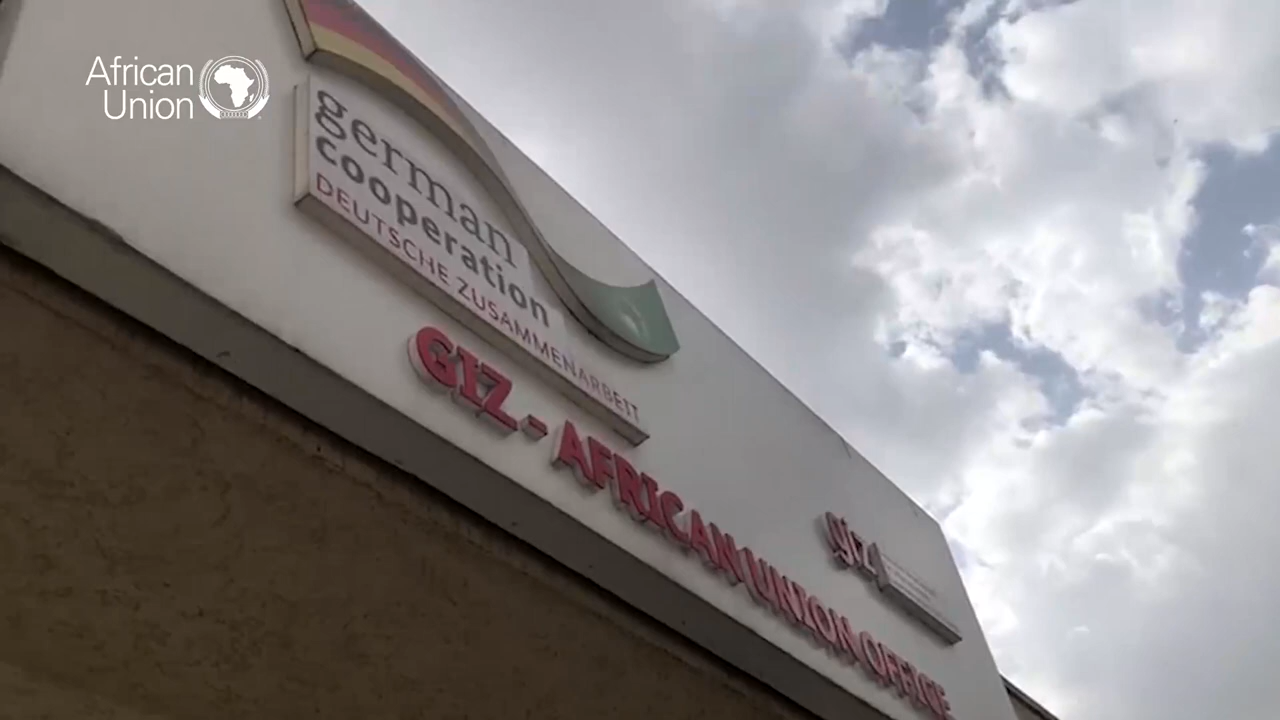 African
Union
german
cooperation
DEUTSCHE ZUSAMMENARBEIT
GIZ - AFRICAN UNION OFFICE
giz